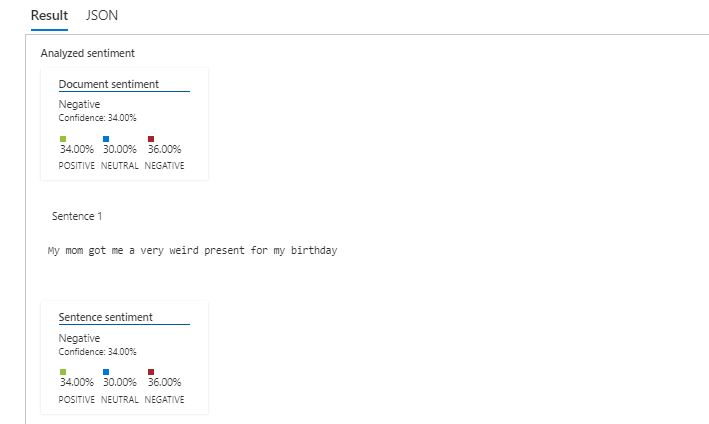 Result JSON
Analyzed sentiment
Document sentiment
Negative
Confidence: 34.00%
34.00% 30.00% 36.00%
POSITIVE NEUTRAL NEGATIVE
Sentence 1
My mom got me a very weird present for my birthday
Sentence sentiment
Negative
Confidence: 34.00%
34.00% 30.00% 36.00%
POSITIVE NEUTRAL NEGATIVE